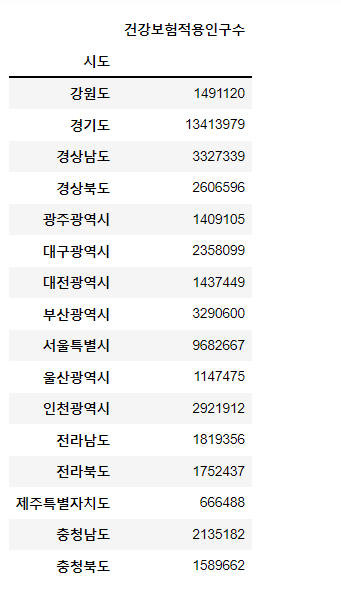 건강보험적용인구수
시도
강원도 1491120
경기도 13413979
경상남도 3327339
경상북도 2606596
광주광역시 1409105
대구광역시 2358099
대전광역시 1437449
부산광역시 3290600
서울특별시 9682667
울산광역시 1147475
인천광역시 2921912
전라남도 1819356
전라북도 1752437
제주특별자치도 666488
충청남도 2135182
충청북도 1589662